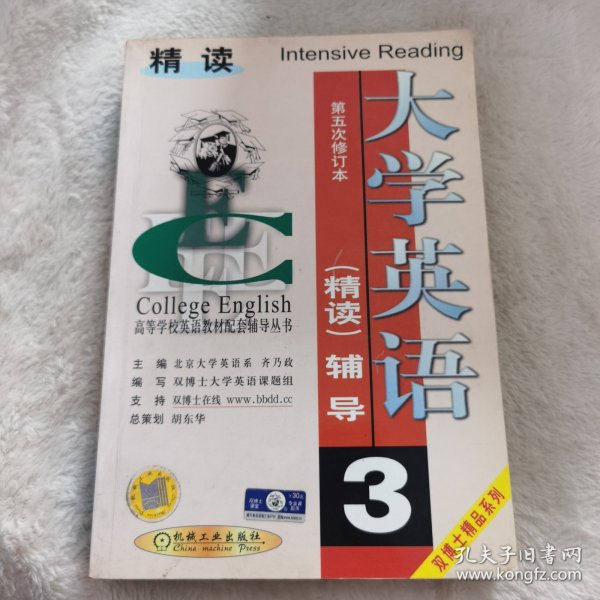 精 读
Intensive Reading
大学英语
第五次修订本
（精读）辅导
3
E
C
College English
高等学校英语教材配套辅导丛书
主 编 北京大学英语系 齐乃政
编 写 双博士大学英语课题组
支 持 双博士在线 www.bbdd.cc
总策划 胡东华
机械工业出版社
China machine Press
双博士精品系列
孔夫子旧书网
www.kongfz.com